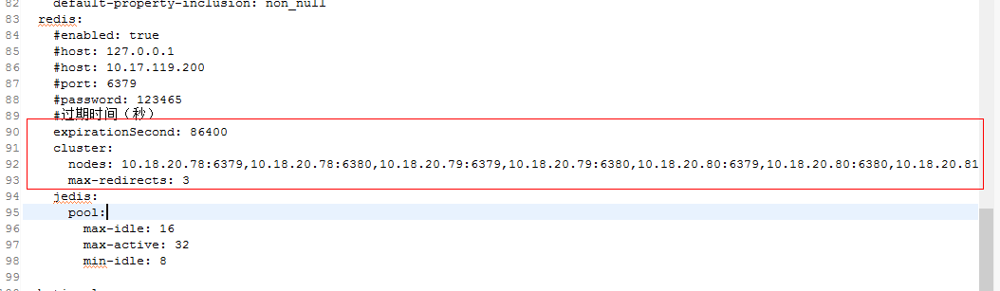 82 default-property-inclusion: non_null
83 redis:
84 #enabled: true
85 #host: 127.0.0.1
86 #host: 10.17.119.200
87 #port: 6379
88 #password: 123465
89 #过期时间（秒）
90 expirationSecond: 86400
91 cluster:
92 nodes: 10.18.20.78:6379,10.18.20.78:6380,10.18.20.79:6379,10.18.20.79:6380,10.18.20.80:6379,10.18.20.80:6380,10.18.20.81
93 max-redirects: 3
94 jedis:
95 pool:
96 max-idle: 16
97 max-active: 32
98 min-idle: 8
99